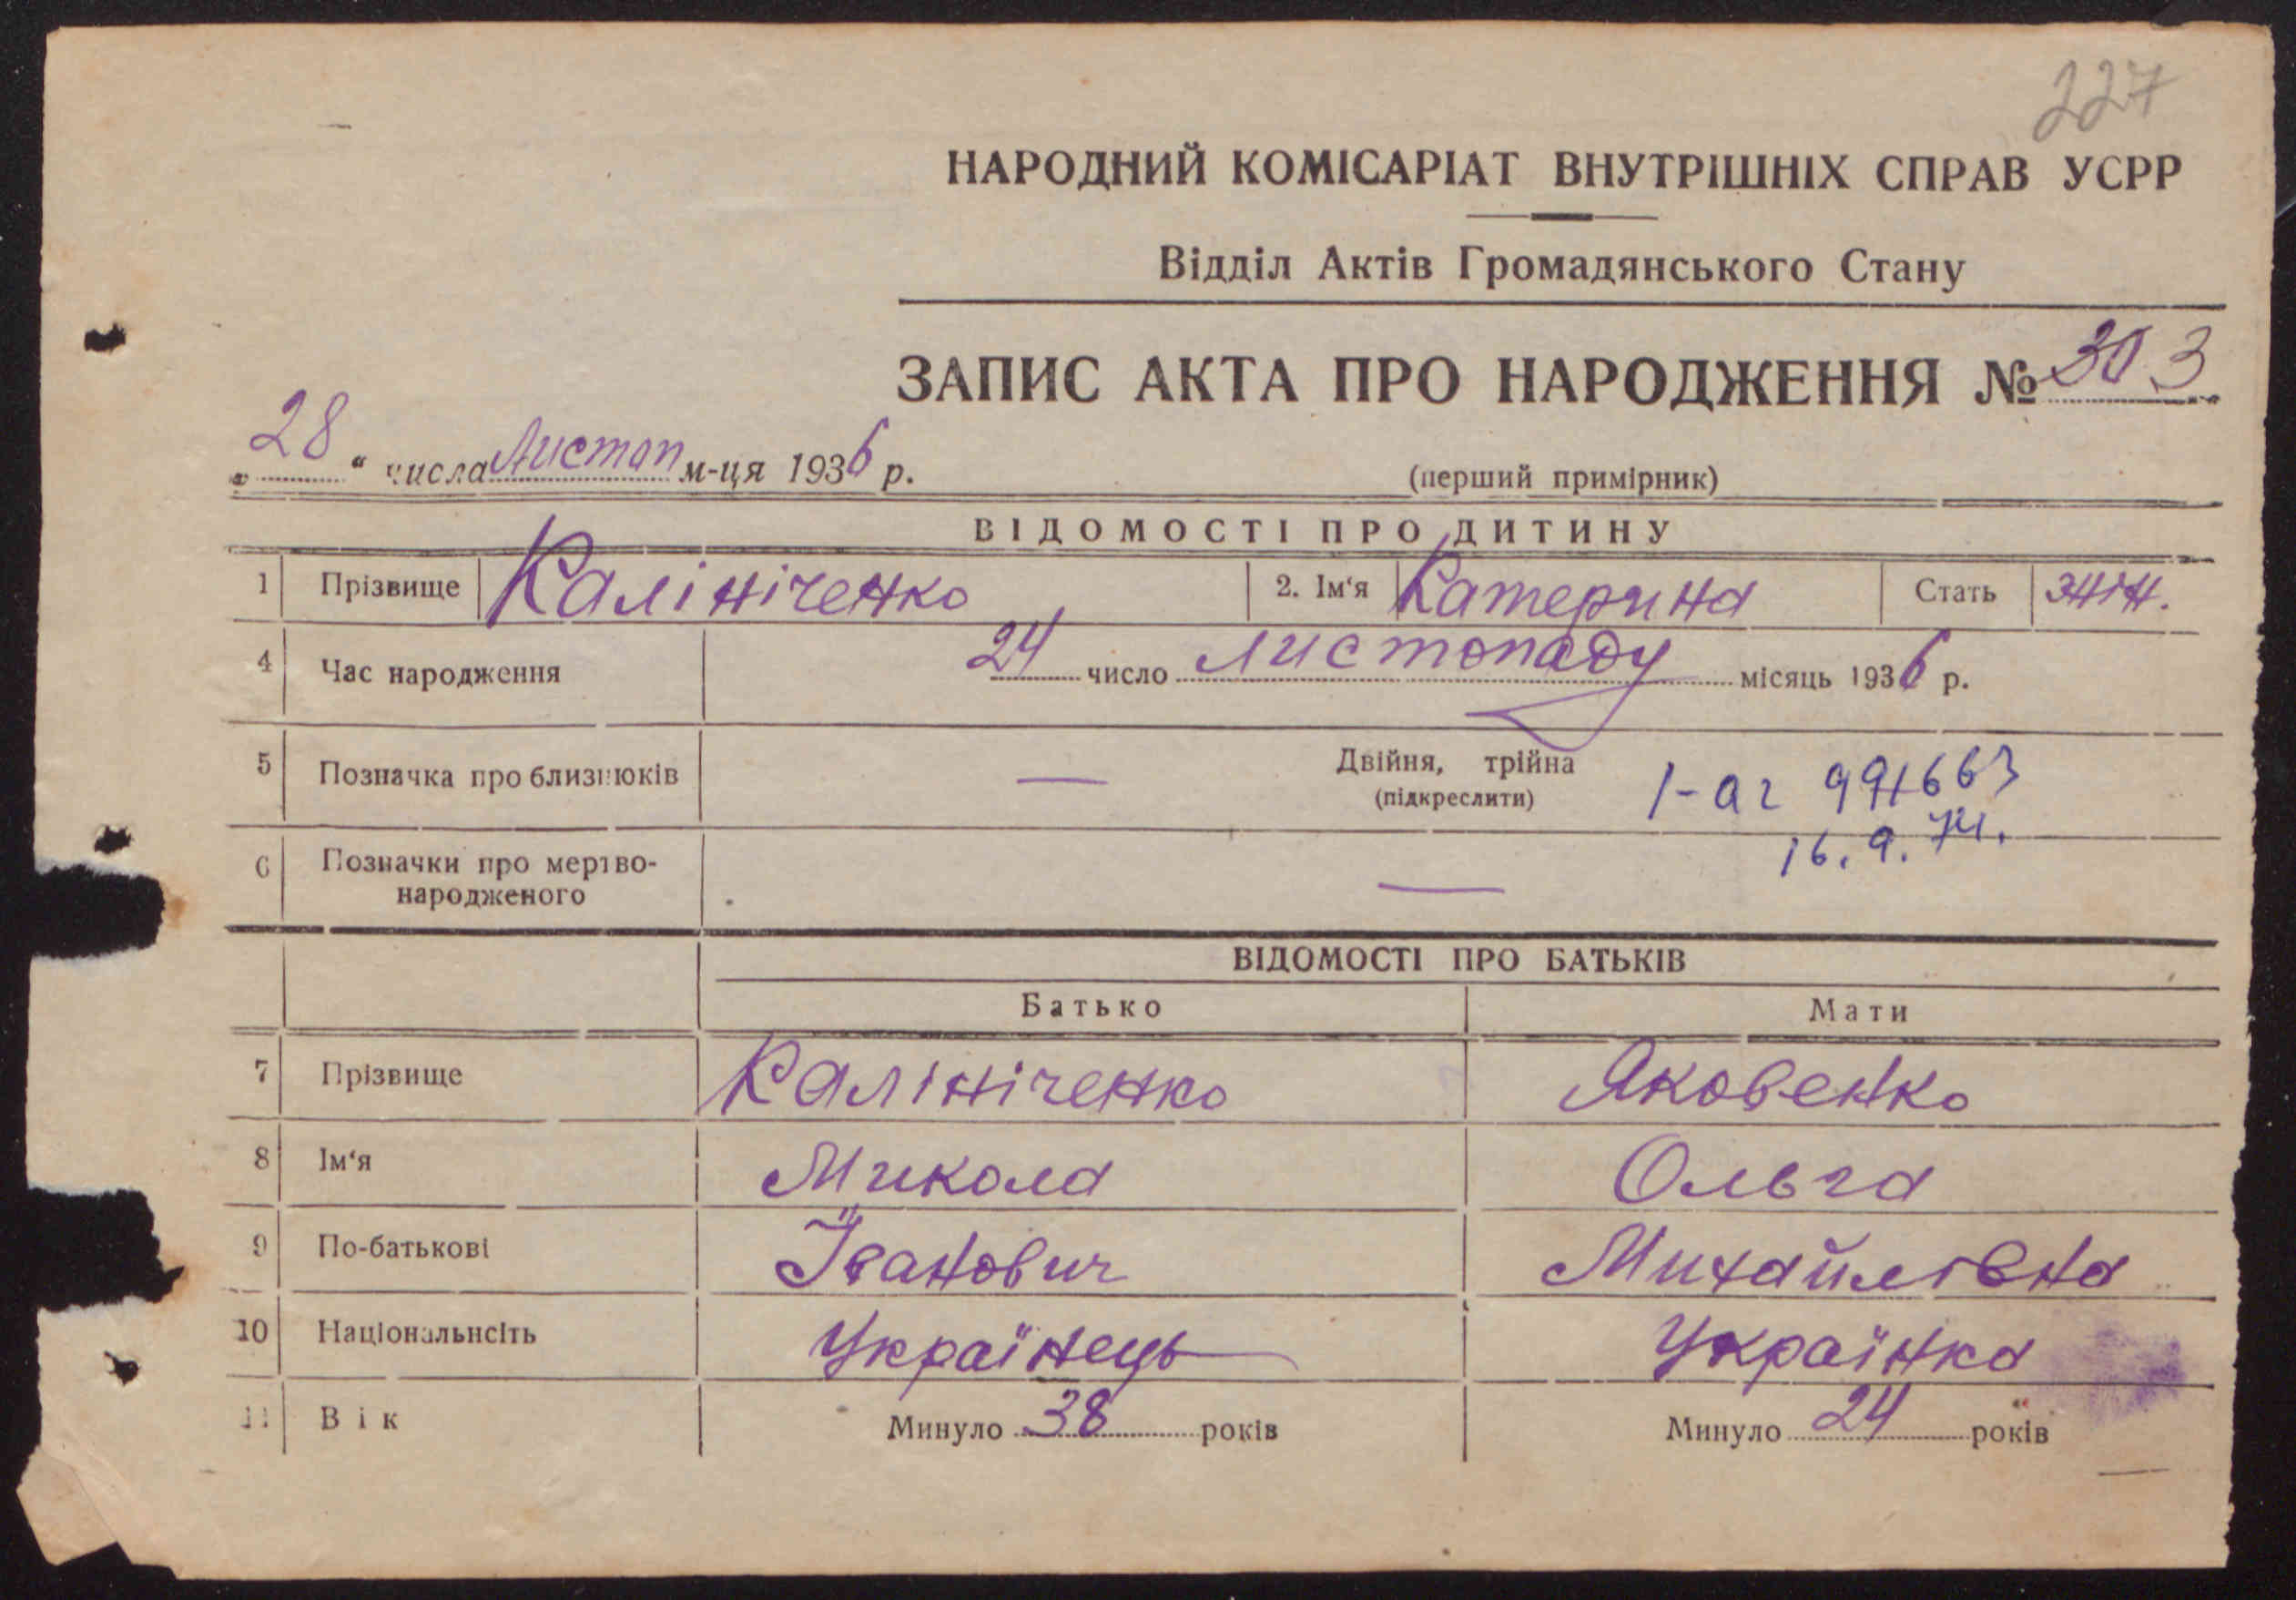 227
НАРОДНИЙ КОМІСАРІАТ ВНУТРІШНІХ СПРАВ УСРР
Відділ Актів Громадянського Стану
ЗАПИС АКТА ПРО НАРОДЖЕННЯ № 303
„28“ числа Листоп м-ця 1936 р.
(перший примірник)
ВІДОМОСТІ ПРО ДИТИНУ
1 Прізвище Калініченко 2. Ім‘я Катерина Стать жін.
4 Час народження 24 число листопаду місяць 1936 р.
5 Позначка про близнюків — Двійня, трійна
(підкреслити)
1-аг 991663
16.9.74.
6 Позначки про мертво-
народженого —
ВІДОМОСТІ ПРО БАТЬКІВ
Батько Мати
7 Прізвище Калініченко Яковенко
8 Ім‘я Микола Ольга
9 По-батькові Іванович Михайлівна
10 Національнсіть Українець Українка
11 Вік Минуло 38 років Минуло 24 років